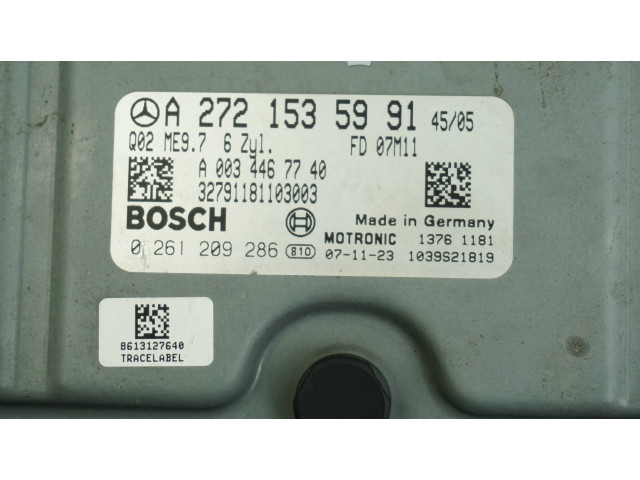 A 272 153 59 91 45/05
Q02 ME9.7 6 Zyl. FD 07M11
A 003 446 77 40
32791181103003
BOSCH Made in Germany
MOTRONIC 1376 1181
0 261 209 286 810 07-11-23 1039S21819
8613127640
TRACELABEL